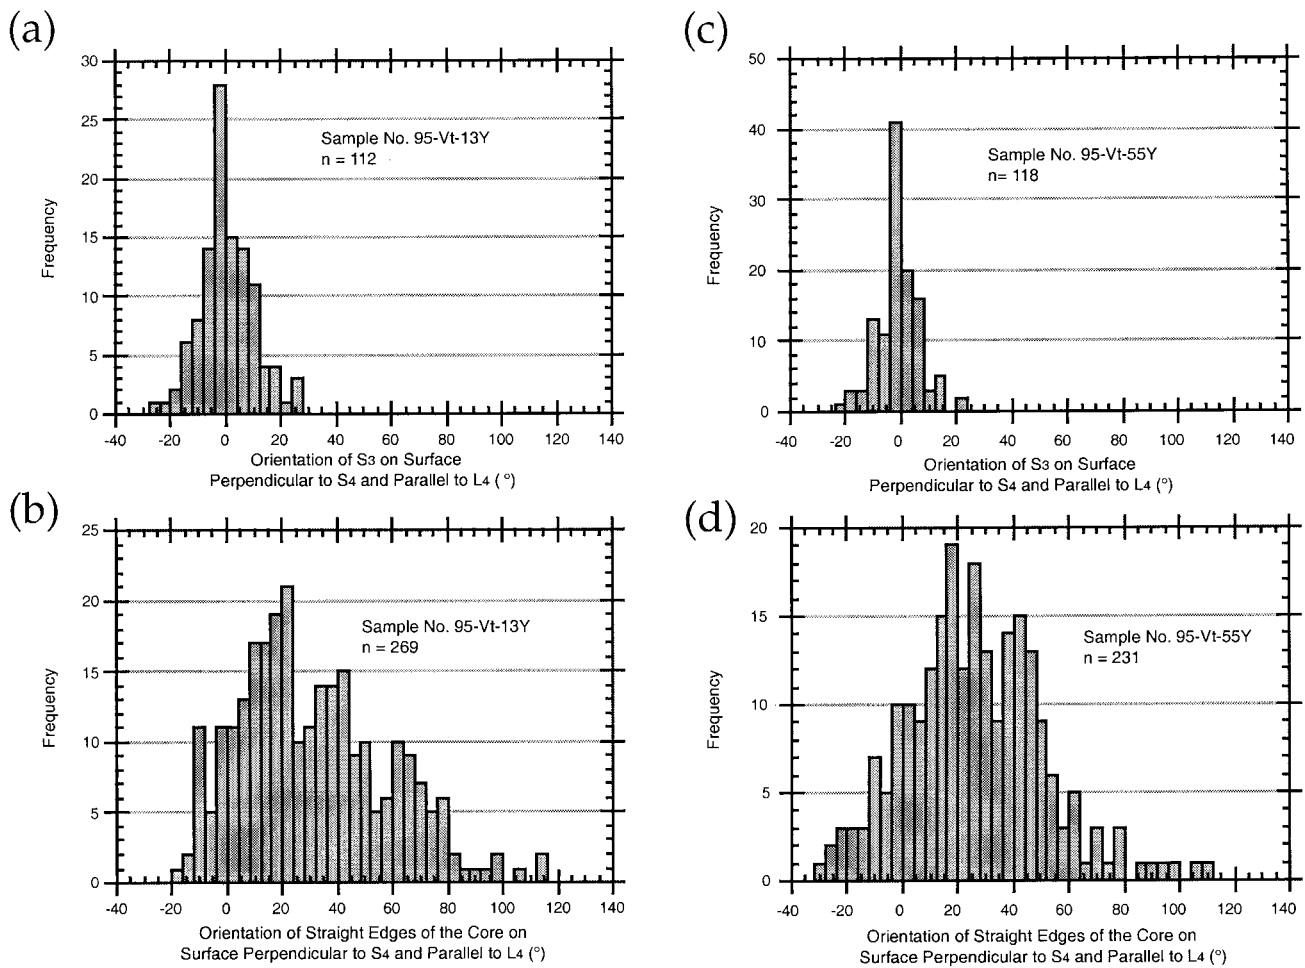 (a)
30
25
20
15
10
5
0
Frequency
Sample No. 95-Vt-13Y
n = 112
-40 -20 0 20 40 60 80 100 120 140
Orientation of S3 on Surface
Perpendicular to S4 and Parallel to L4 (°)
(c)
50
40
30
20
10
0
Frequency
Sample No. 95-Vt-55Y
n= 118
-40 -20 0 20 40 60 80 100 120 140
Orientation of S3 on Surface
Perpendicular to S4 and Parallel to L4 (°)
(b)
25
20
15
10
5
0
Frequency
Sample No. 95-Vt-13Y
n = 269
-40 -20 0 20 40 60 80 100 120 140
Orientation of Straight Edges of the Core on
Surface Perpendicular to S4 and Parallel to L4 (°)
(d)
20
15
10
5
0
Frequency
Sample No. 95-Vt-55Y
n = 231
-40 -20 0 20 40 60 80 100 120 140
Orientation of Straight Edges of the Core on
Surface Perpendicular to S4 and Parallel to L4 (°)